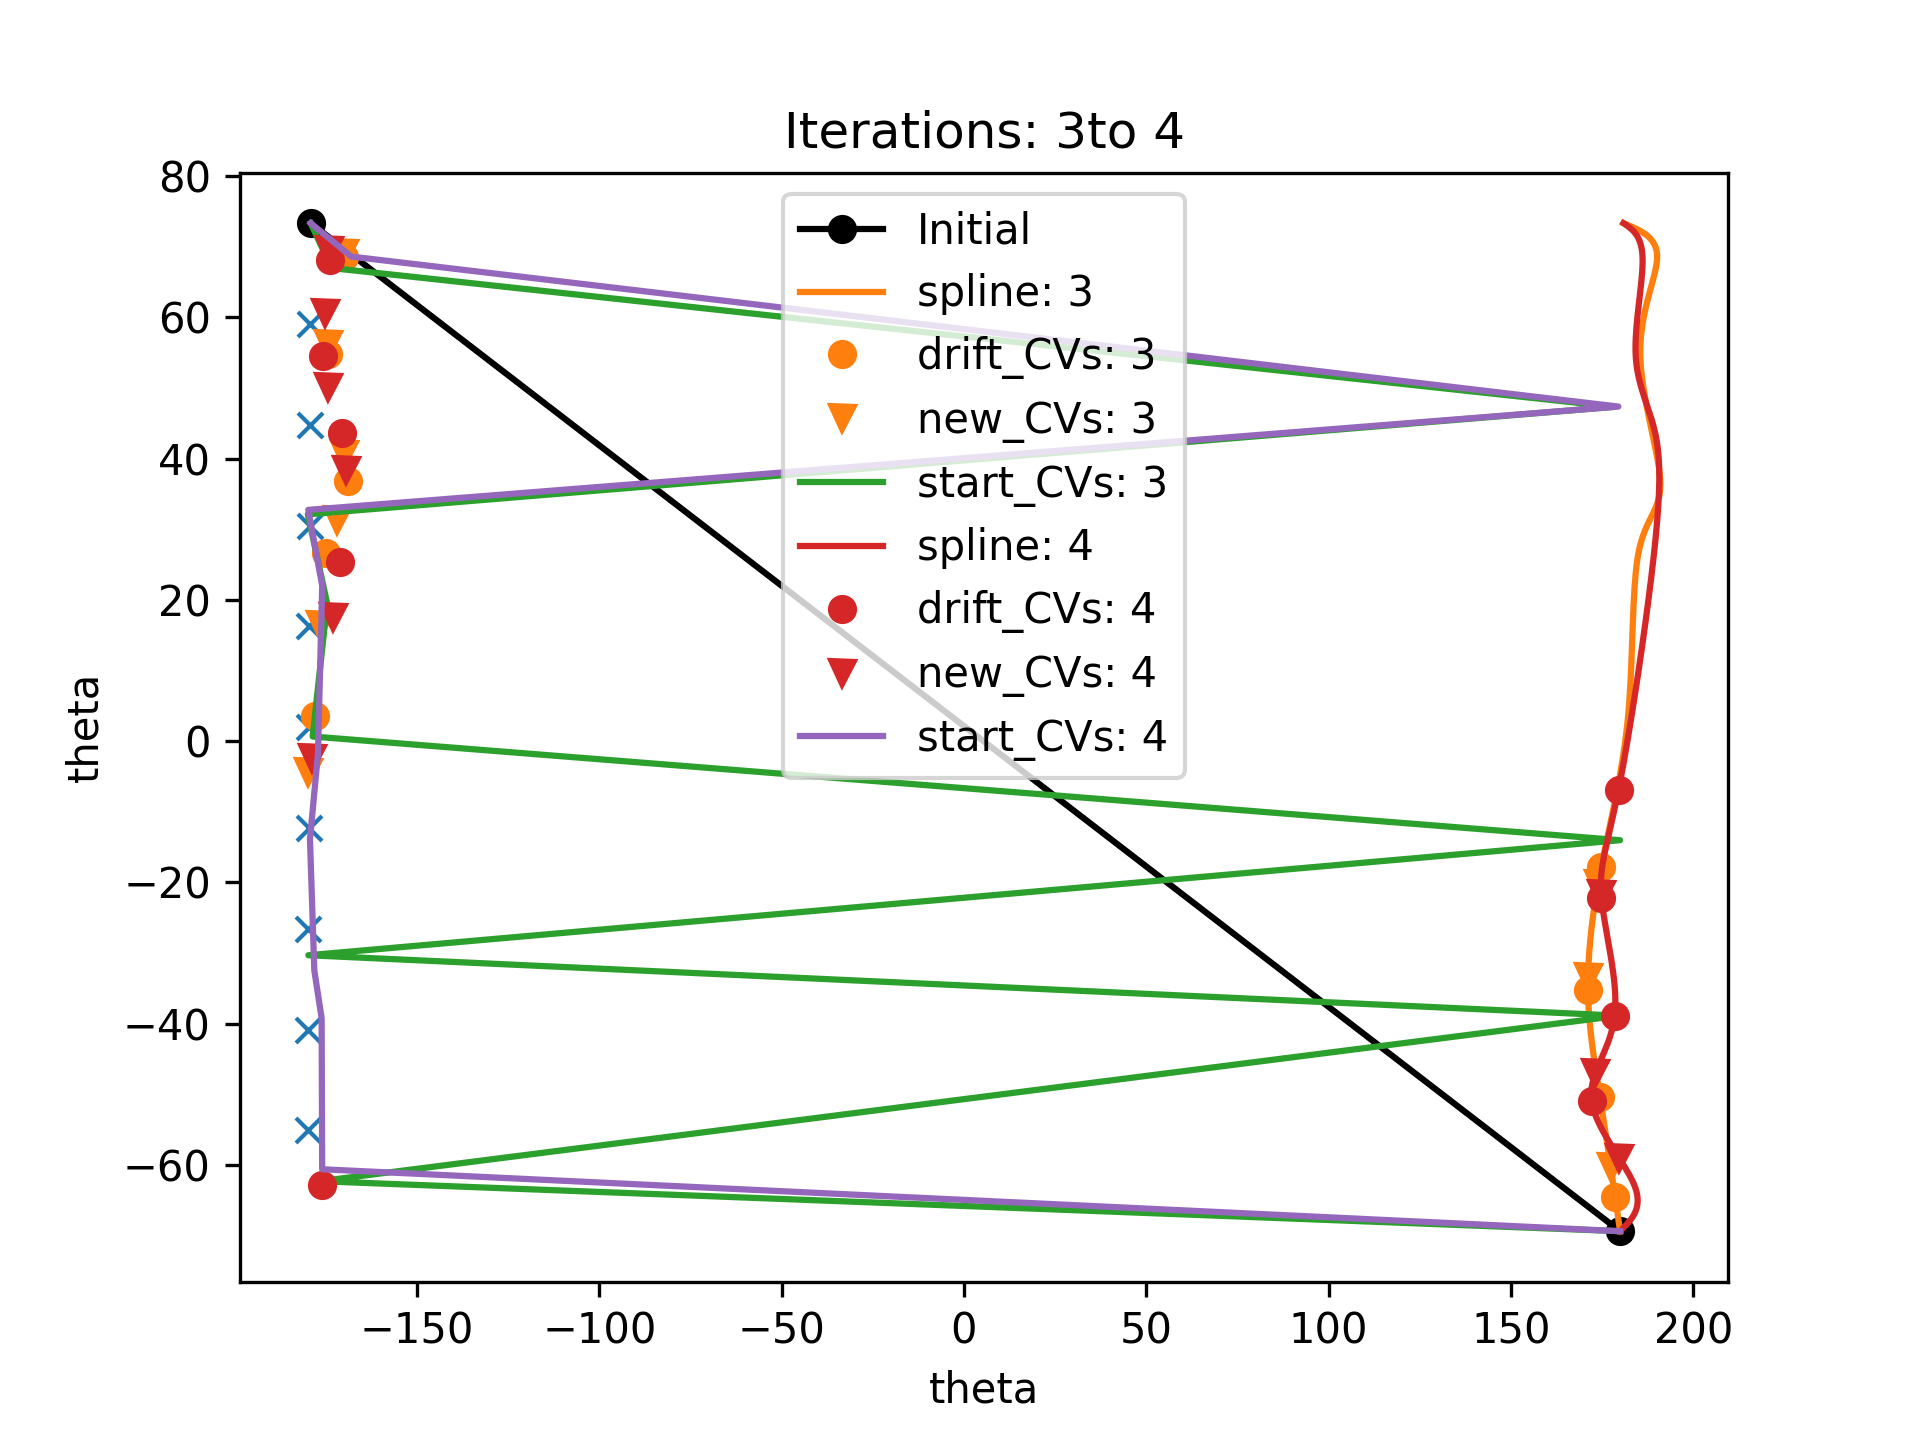 Iterations: 3to 4
80
60
40
20
0
−20
−40
−60
theta
Initial
spline: 3
drift_CVs: 3
new_CVs: 3
start_CVs: 3
spline: 4
drift_CVs: 4
new_CVs: 4
start_CVs: 4
−150
−100
−50
0
50
100
150
200
theta